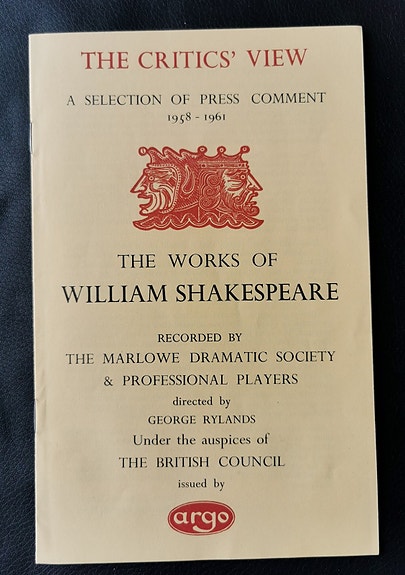 THE CRITICS' VIEW
A SELECTION OF PRESS COMMENT
1958 - 1961
THE WORKS OF
WILLIAM SHAKESPEARE
RECORDED BY
THE MARLOWE DRAMATIC SOCIETY
& PROFESSIONAL PLAYERS
directed by
GEORGE RYLANDS
Under the auspices of
THE BRITISH COUNCIL
issued by
argo